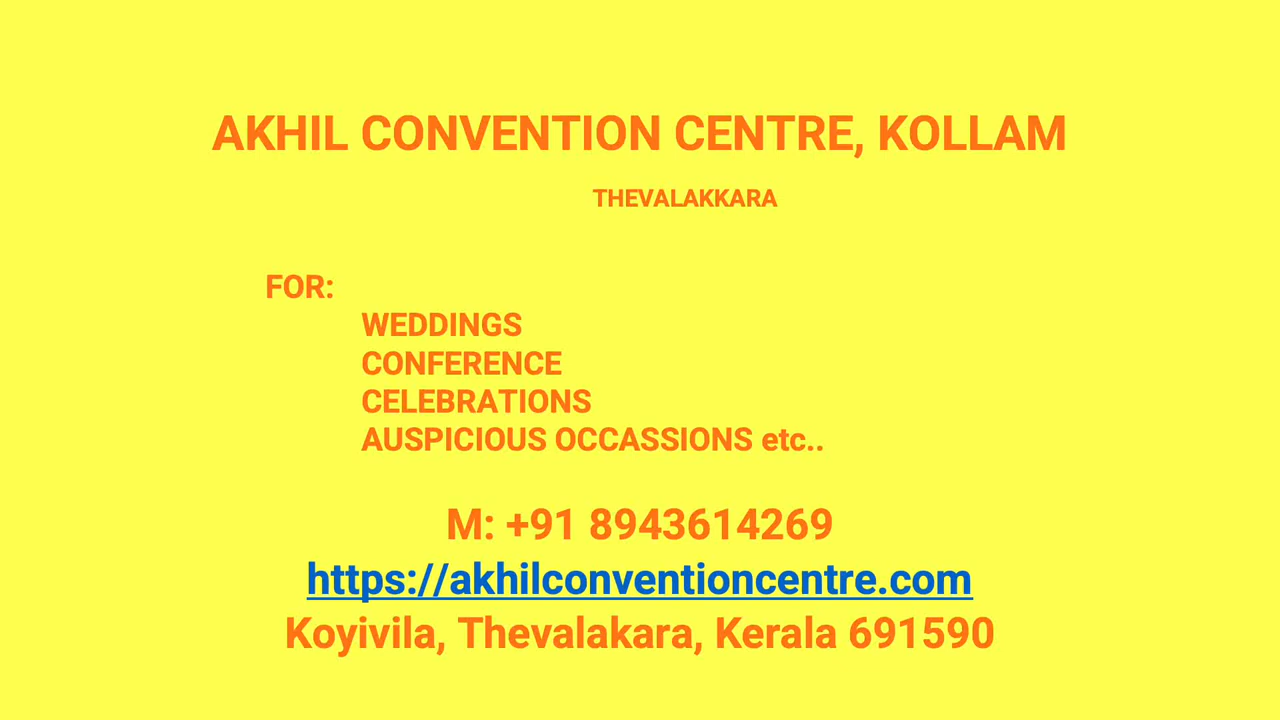 AKHIL CONVENTION CENTRE, KOLLAM
THEVALAKKARA
FOR:
WEDDINGS
CONFERENCE
CELEBRATIONS
AUSPICIOUS OCCASSIONS etc..
M: +91 8943614269
https://akhilconventioncentre.com
Koyivila, Thevalakara, Kerala 691590